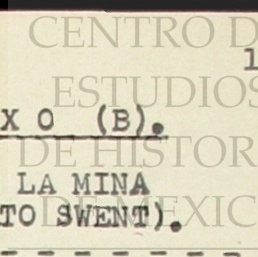 CENTRO D
1
ESTUDIOS
X O (B).
DE HISTOR
LA MINA
TO SWENT).
DE MEXIC